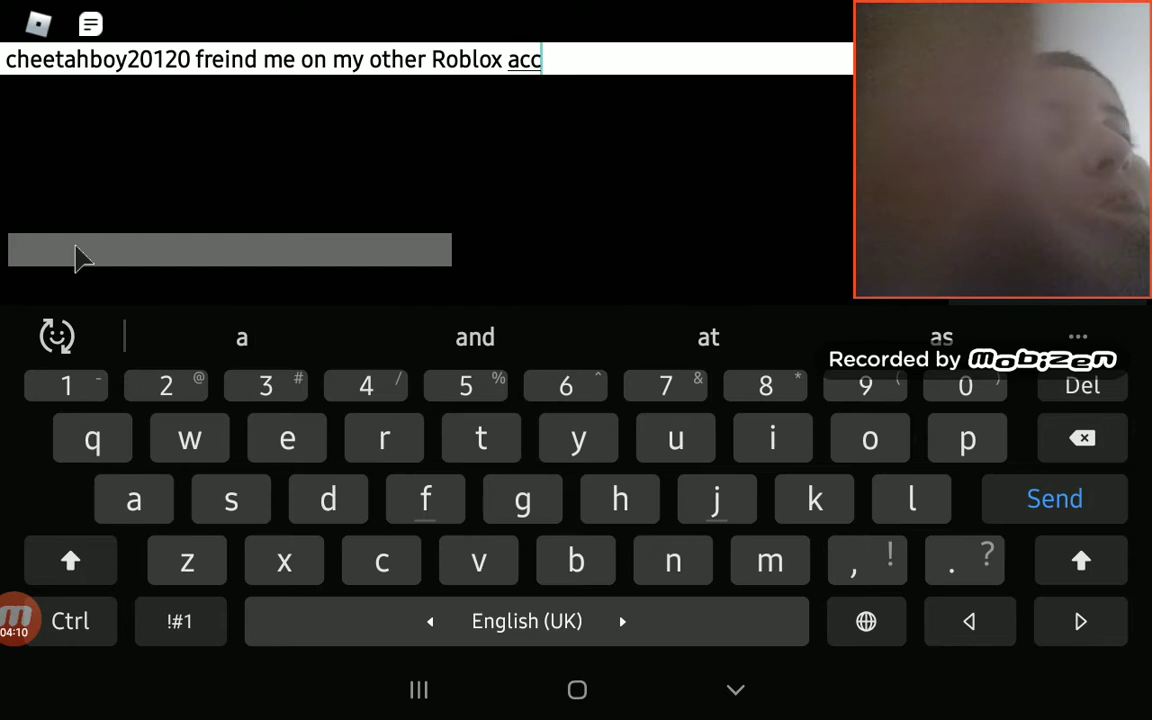 cheetahboy20120 freind me on my other Roblox acc
a and at as ...
Recorded by mobizen
1 - 2 @ 3 # 4 / 5 % 6 ^ 7 & 8 * 9 ( 0 ) Del
q w e r t y u i o p
a s d f g h j k l Send
z x c v b n m , ! . ?
Ctrl !#1 English (UK)
04:10